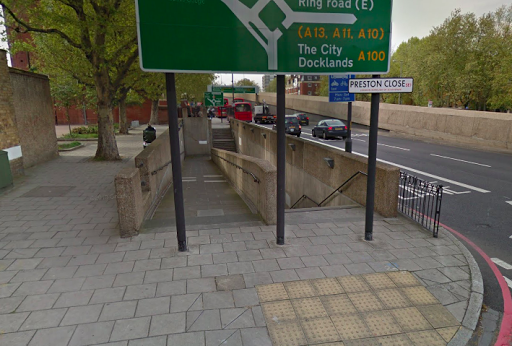 Ring road (E)
(A13, A11, A10)
The City
Docklands A100
PRESTON CLOSE